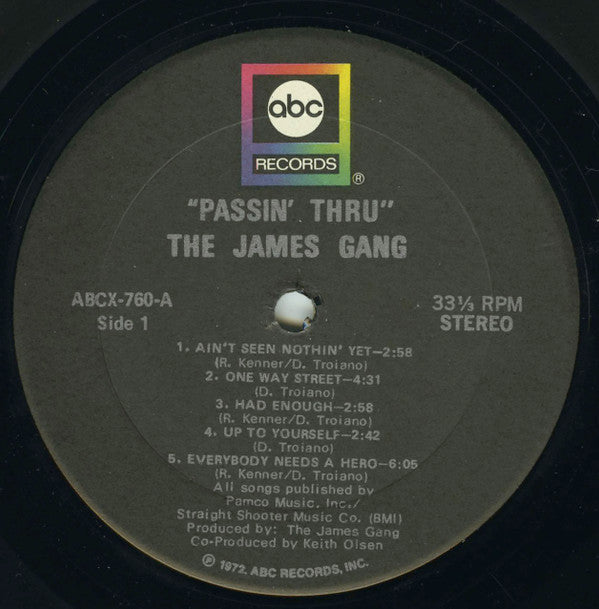 abc
RECORDS
®
"PASSIN' THRU"
THE JAMES GANG
ABCX-760-A
Side 1
33⅓ RPM
STEREO
1. AIN'T SEEN NOTHIN' YET—2:58
(R. Kenner/D. Troiano)
2. ONE WAY STREET—4:31
(D. Troiano)
3. HAD ENOUGH—2:58
(R. Kenner/D. Troiano)
4. UP TO YOURSELF—2:42
(D. Troiano)
5. EVERYBODY NEEDS A HERO—6:05
(R. Kenner/D. Troiano)
All songs published by
Pamco Music, Inc./
Straight Shooter Music Co. (BMI)
Produced by: The James Gang
Co-Produced by Keith Olsen
℗ 1972, ABC RECORDS, INC.